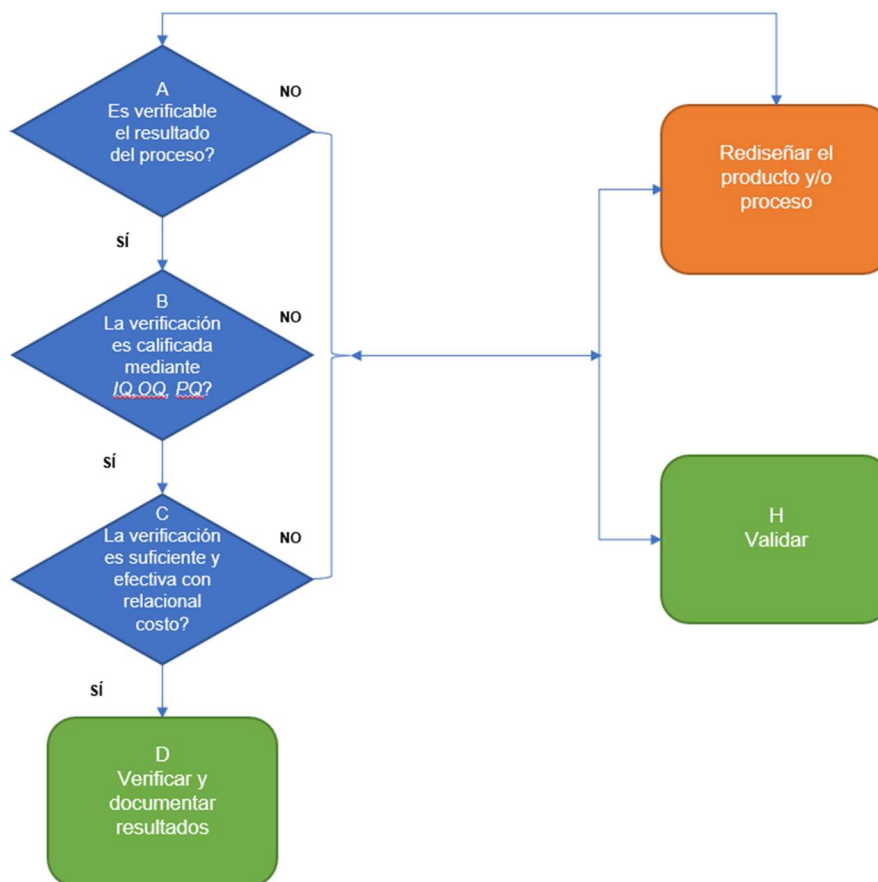 A
Es verificable
el resultado
del proceso?
NO
SÍ
B
La verificación
es calificada
mediante
IQ,OQ, PQ?
NO
SÍ
C
La verificación
es suficiente y
efectiva con
relacional
costo?
NO
SÍ
D
Verificar y
documentar
resultados
Rediseñar el
producto y/o
proceso
H
Validar